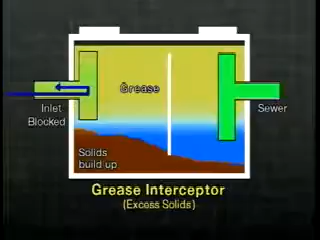 Grease
Inlet
Blocked
Sewer
Solids
build up
Grease Interceptor
(Excess Solids)